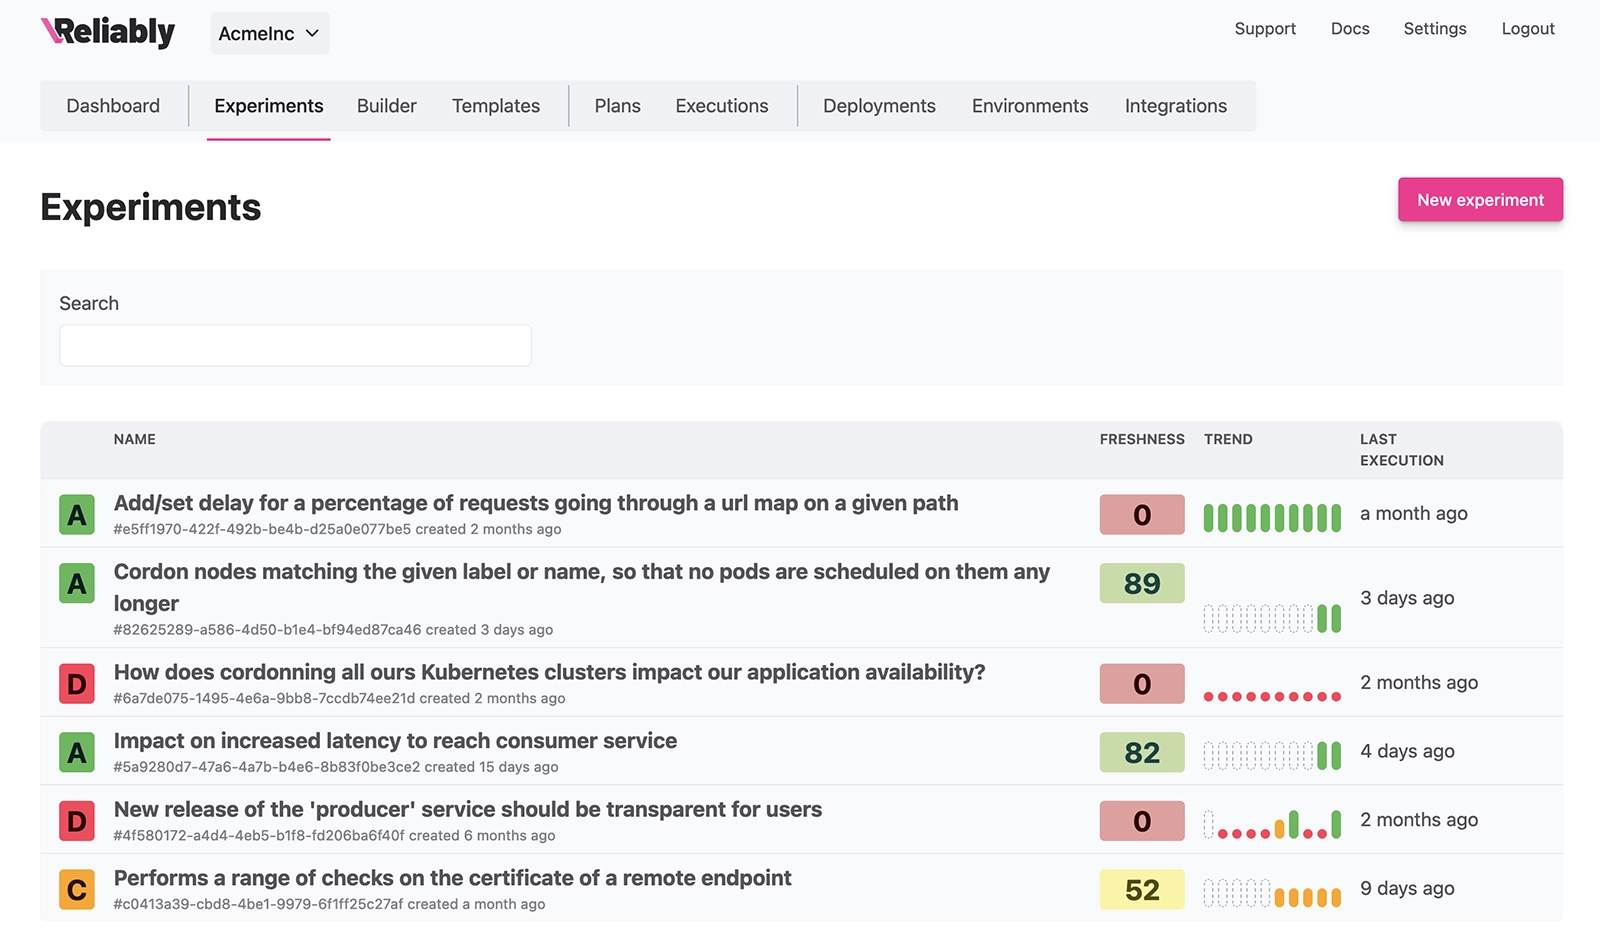 Reliably
AcmeInc
Support Docs Settings Logout
Dashboard Experiments Builder Templates Plans Executions Deployments Environments Integrations
Experiments
New experiment
Search
NAME FRESHNESS TREND LAST
EXECUTION
A Add/set delay for a percentage of requests going through a url map on a given path 0 a month ago
#e5ff1970-422f-492b-be4b-d25a0e077be5 created 2 months ago
A Cordon nodes matching the given label or name, so that no pods are scheduled on them any 89
longer 3 days ago
#82625289-a586-4d50-b1e4-bf94ed87ca46 created 3 days ago
D How does cordonning all ours Kubernetes clusters impact our application availability? 0 2 months ago
#6a7de075-1495-4e6a-9bb8-7ccdb74ee21d created 2 months ago
A Impact on increased latency to reach consumer service 82 4 days ago
#5a9280d7-47a6-4a7b-b4e6-8b83f0be3ce2 created 15 days ago
D New release of the 'producer' service should be transparent for users 0 2 months ago
#4f580172-a4d4-4eb5-b1f8-fd206ba6f40f created 6 months ago
C Performs a range of checks on the certificate of a remote endpoint 52 9 days ago
#c0413a39-cbd8-4be1-9979-6f1ff25c27af created a month ago